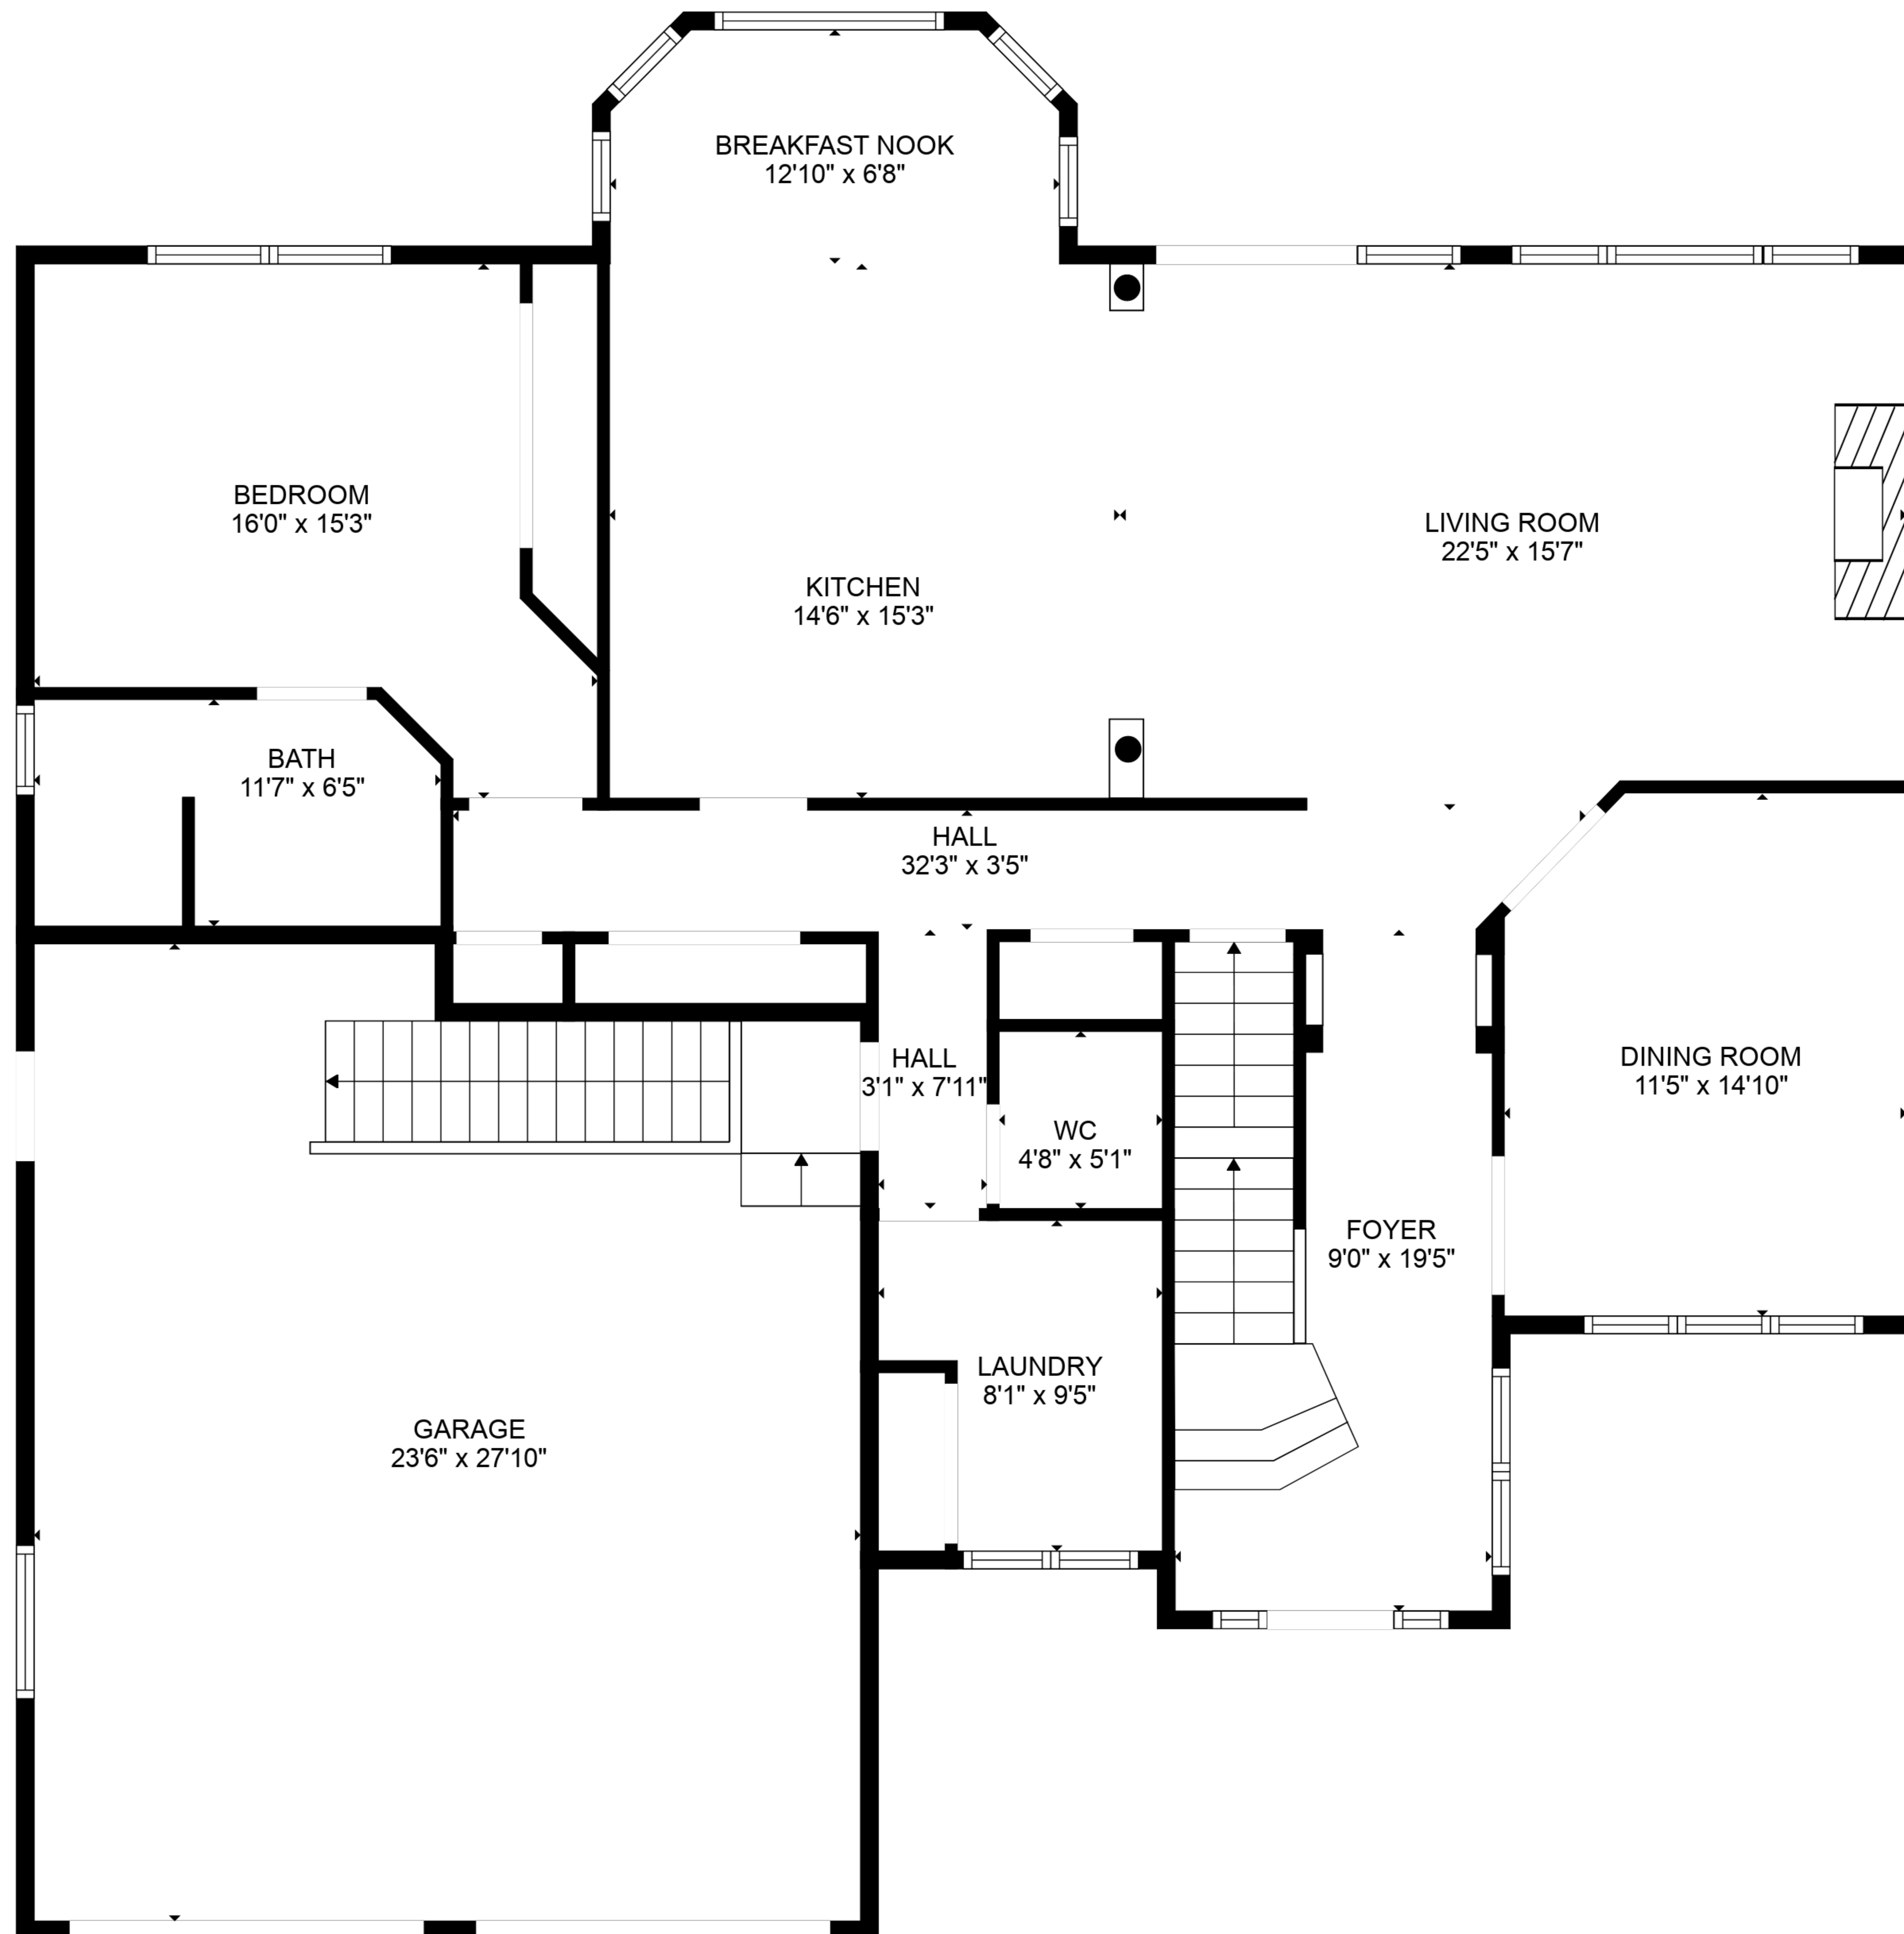 BREAKFAST NOOK
12'10" x 6'8"
BEDROOM
16'0" x 15'3"
LIVING ROOM
22'5" x 15'7"
KITCHEN
14'6" x 15'3"
BATH
11'7" x 6'5"
HALL
32'3" x 3'5"
HALL
3'1" x 7'11"
DINING ROOM
11'5" x 14'10"
WC
4'8" x 5'1"
FOYER
9'0" x 19'5"
LAUNDRY
8'1" x 9'5"
GARAGE
23'6" x 27'10"